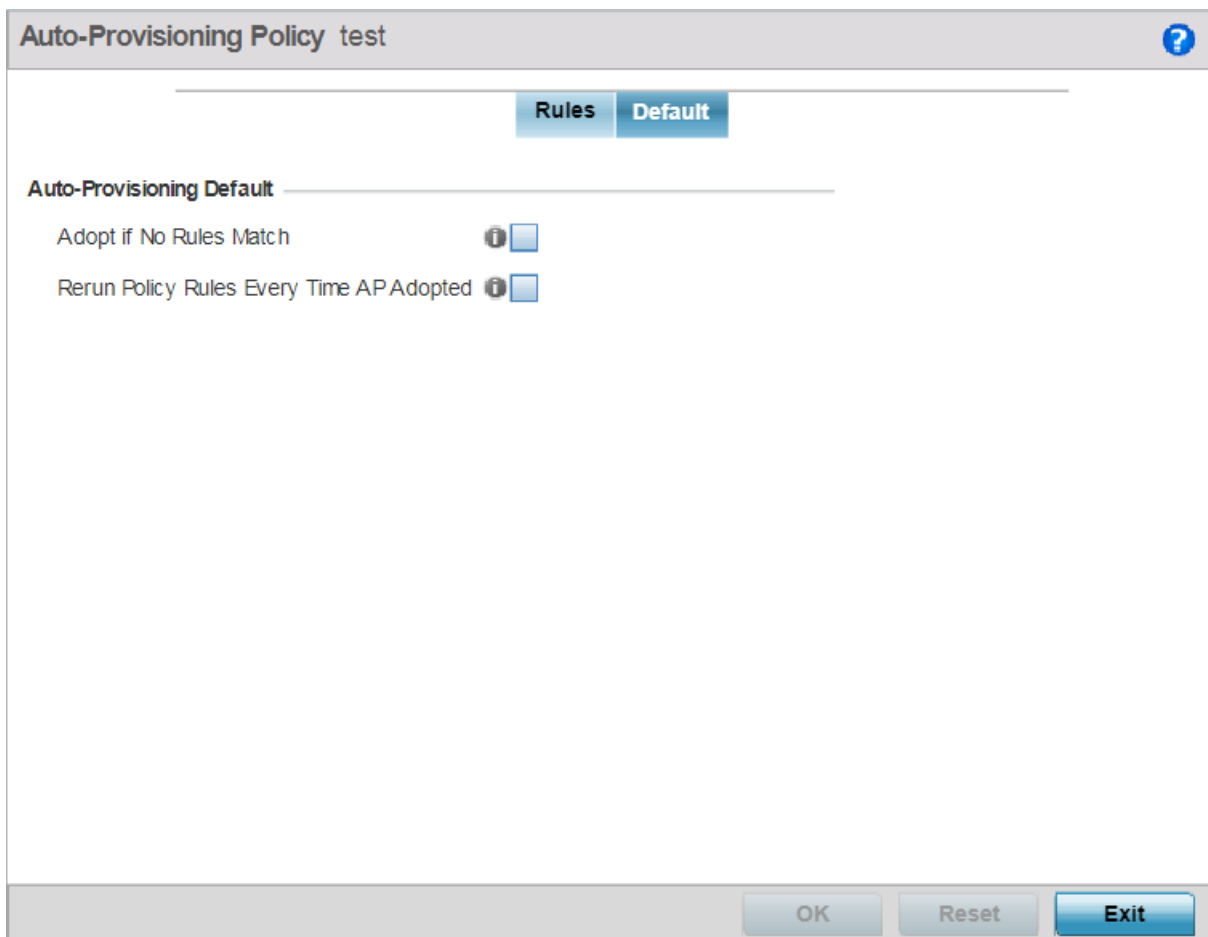 Auto-Provisioning Policy test
?
Rules Default
Auto-Provisioning Default
Adopt if No Rules Match
Rerun Policy Rules Every Time AP Adopted
OK Reset Exit